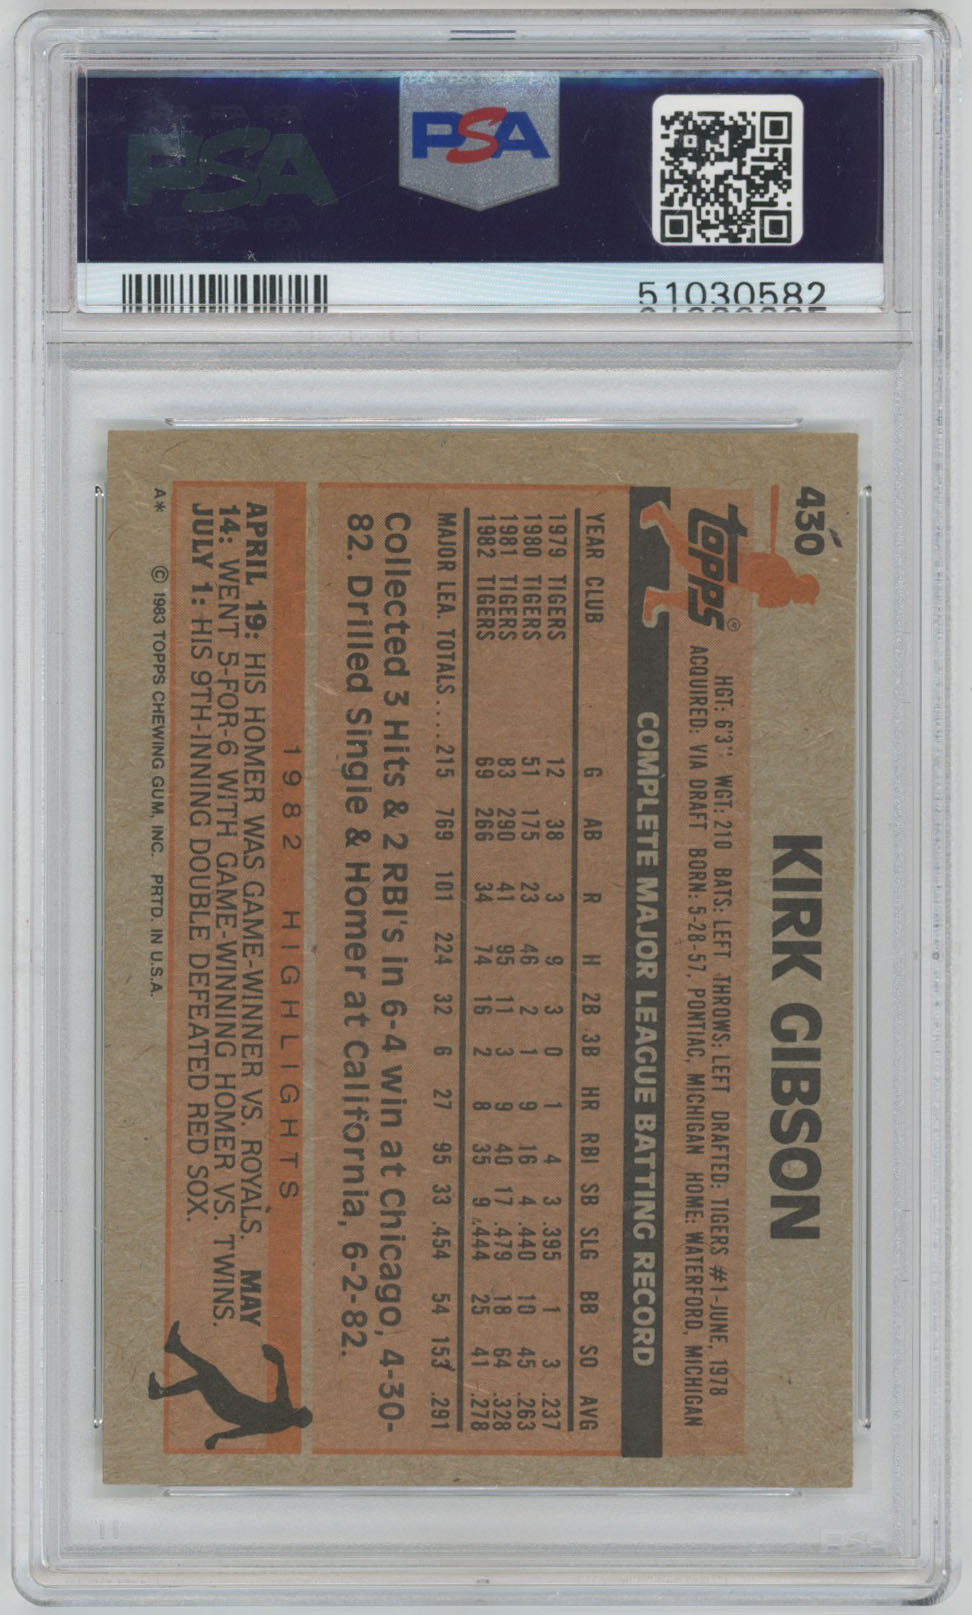 PSA
PSA
51030582
430
KIRK GIBSON
TOPPS®
HGT: 6'3" WGT: 210 BATS: LEFT THROWS: LEFT DRAFTED: TIGERS #1-JUNE, 1978
ACQUIRED: VIA DRAFT BORN: 5-28-57, PONTIAC, MICHIGAN HOME: WATERFORD, MICHIGAN
COMPLETE MAJOR LEAGUE BATTING RECORD
YEAR CLUB G AB R H 2B 3B HR RBI SB SLG BB SO AVG
1979 TIGERS 12 38 3 9 3 0 1 4 3 .395 1 3 .237
1980 TIGERS 51 175 23 46 2 1 9 16 4 .440 10 45 .263
1981 TIGERS 83 290 41 95 11 3 9 40 17 .479 18 64 .328
1982 TIGERS 69 266 34 74 16 2 8 35 9 .444 25 41 .278
MAJOR LEA. TOTALS.... 215 769 101 224 32 6 27 95 33 .454 54 153 .291
Collected 3 Hits & 2 RBI's in 6-4 win at Chicago, 4-30-
82. Drilled Single & Homer at California, 6-2-82.
1982 HIGHLIGHTS
APRIL 19: HIS HOMER WAS GAME-WINNER VS. ROYALS. MAY
14: WENT 5-FOR-6 WITH GAME-WINNING HOMER VS. TWINS.
JULY 1: HIS 9TH-INNING DOUBLE DEFEATED RED SOX.
A* © 1983 TOPPS CHEWING GUM, INC. PRTD. IN U.S.A.
PSA